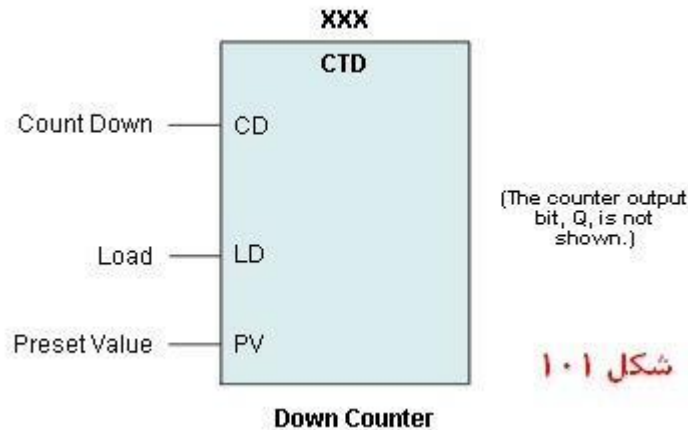 XXX
CTD
Count Down
CD
(The counter output
bit, Q, is not
shown.)
Load
LD
Preset Value
PV
شکل ۱۰۱
Down Counter